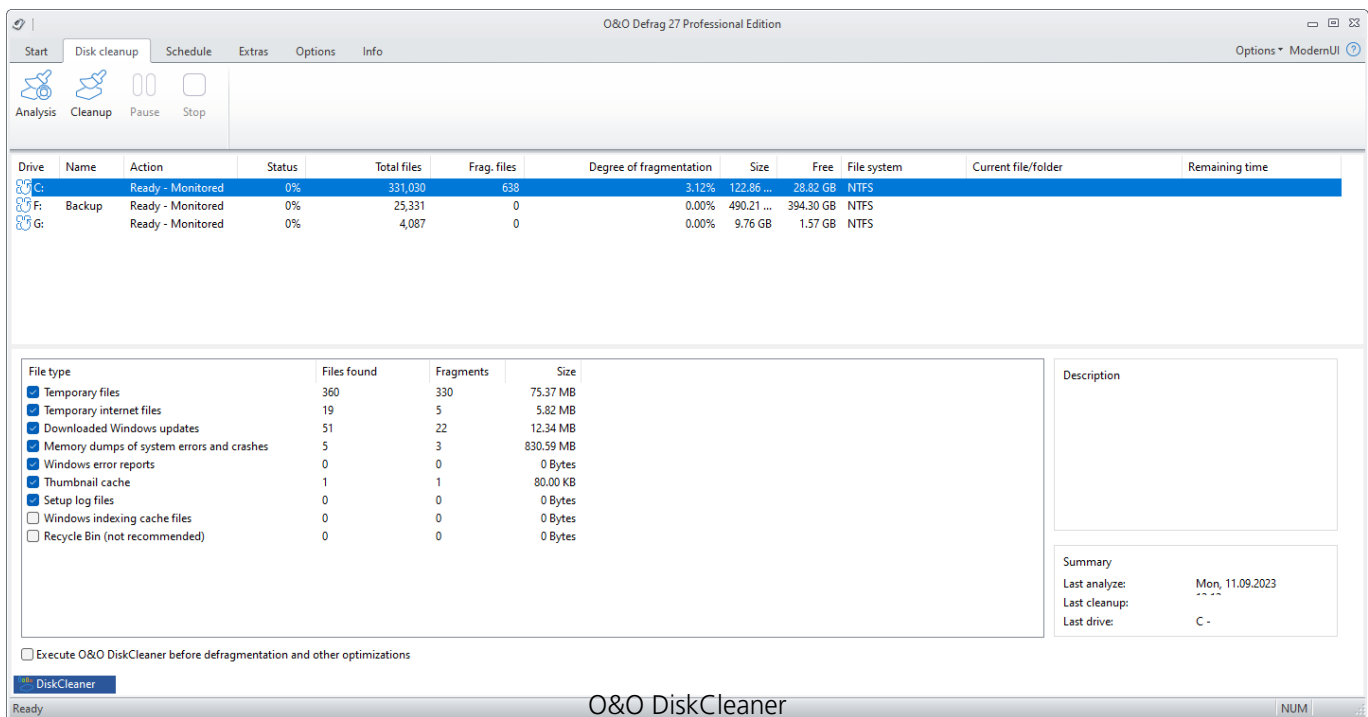 O&O Defrag 27 Professional Edition
Start Disk cleanup Schedule Extras Options Info Options ModernUI ?
Analysis Cleanup Pause Stop
Drive Name Action Status Total files Frag. files Degree of fragmentation Size Free File system Current file/folder Remaining time
C: Ready - Monitored 0% 331,030 638 3.12% 122.86 ... 28.82 GB NTFS
F: Backup Ready - Monitored 0% 25,331 0 0.00% 490.21 ... 394.30 GB NTFS
G: Ready - Monitored 0% 4,087 0 0.00% 9.76 GB 1.57 GB NTFS
File type Files found Fragments Size
Temporary files 360 330 75.37 MB
Temporary internet files 19 5 5.82 MB
Downloaded Windows updates 51 22 12.34 MB
Memory dumps of system errors and crashes 5 3 830.59 MB
Windows error reports 0 0 0 Bytes
Thumbnail cache 1 1 80.00 KB
Setup log files 0 0 0 Bytes
Windows indexing cache files 0 0 0 Bytes
Recycle Bin (not recommended) 0 0 0 Bytes
Description
Summary
Last analyze: Mon, 11.09.2023
Last cleanup:
Last drive: C -
Execute O&O DiskCleaner before defragmentation and other optimizations
DiskCleaner
O&O DiskCleaner
Ready NUM